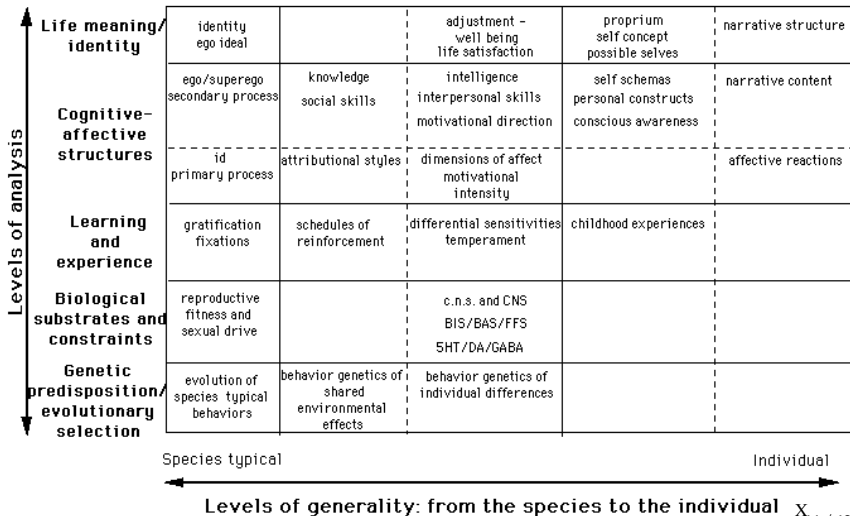 Life meaning/
identity
identity
ego ideal
adjustment –
well being
life satisfaction
proprium
self concept
possible selves
narrative structure
Cognitive-
affective
structures
ego/superego
secondary process
knowledge
social skills
intelligence
interpersonal skills
motivational direction
self schemas
personal constructs
conscious awareness
narrative content
id
primary process
attributional styles
dimensions of affect
motivational
intensity
affective reactions
Learning
and
experience
gratification
fixations
schedules of
reinforcement
differential sensitivities
temperament
childhood experiences
Biological
substrates and
constraints
reproductive
fitness and
sexual drive
c.n.s. and CNS
BIS/BAS/FFS
5HT/DA/GABA
Genetic
predisposition/
evolutionary
selection
evolution of
species typical
behaviors
behavior genetics of
shared
environmental
effects
behavior genetics of
individual differences
Levels of analysis
Species typical
Individual
Levels of generality: from the species to the individual
X